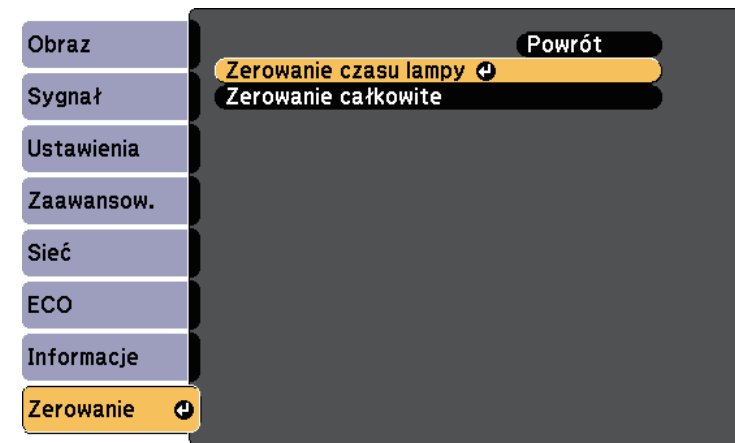 Obraz
Sygnał
Ustawienia
Zaawansow.
Sieć
ECO
Informacje
Zerowanie
Powrót
Zerowanie czasu lampy
Zerowanie całkowite